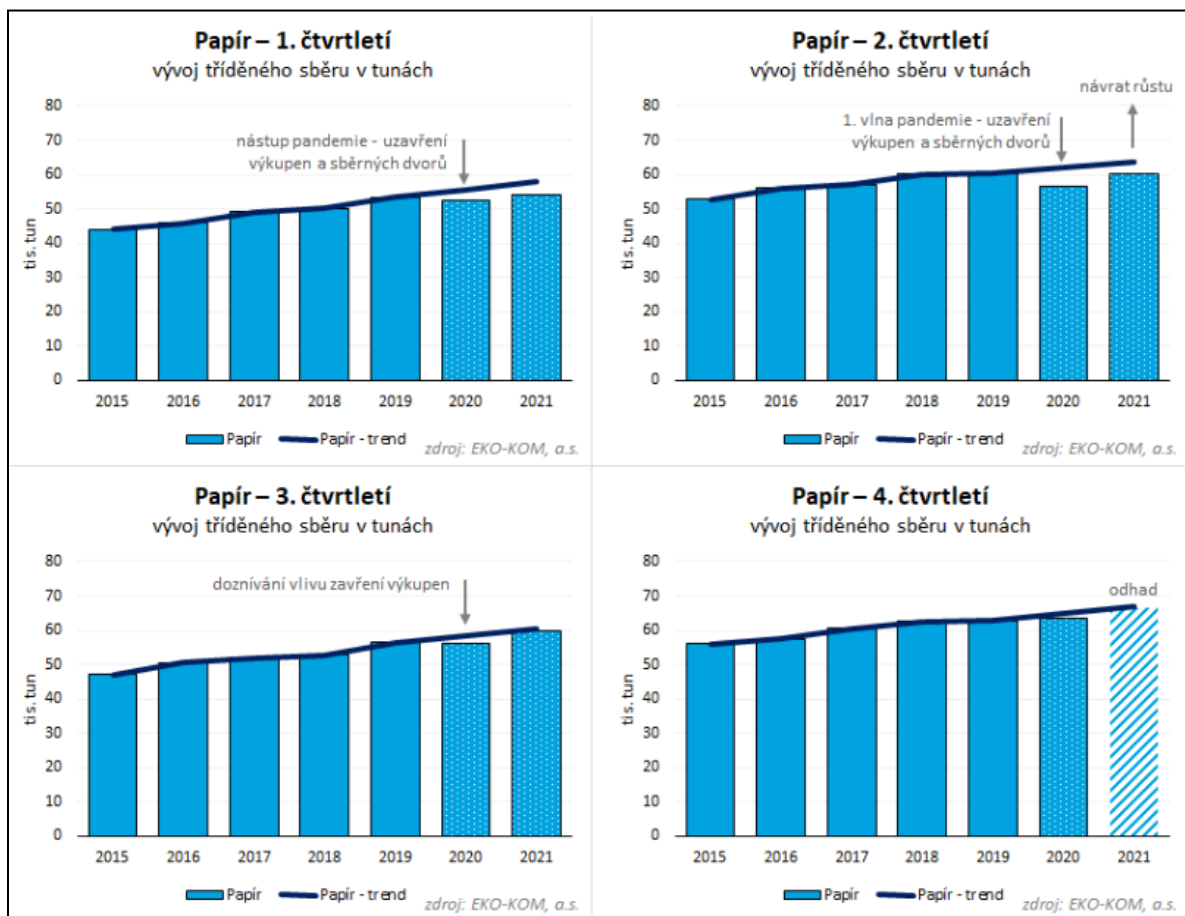 Papír – 1. čtvrtletí
vývoj tříděného sběru v tunách
nástup pandemie - uzavření
výkupen a sběrných dvorů
80
70
60
50
40
30
20
10
0
tis. tun
2015 2016 2017 2018 2019 2020 2021
Papír Papír - trend
zdroj: EKO-KOM, a.s.
Papír – 2. čtvrtletí
vývoj tříděného sběru v tunách
návrat růstu
1. vlna pandemie - uzavření
výkupen a sběrných dvorů
80
70
60
50
40
30
20
10
0
tis. tun
2015 2016 2017 2018 2019 2020 2021
Papír Papír - trend
zdroj: EKO-KOM, a.s.
Papír – 3. čtvrtletí
vývoj tříděného sběru v tunách
doznívání vlivu zavření výkupen
80
70
60
50
40
30
20
10
0
tis. tun
2015 2016 2017 2018 2019 2020 2021
Papír Papír - trend
zdroj: EKO-KOM, a.s.
Papír – 4. čtvrtletí
vývoj tříděného sběru v tunách
odhad
80
70
60
50
40
30
20
10
0
tis. tun
2015 2016 2017 2018 2019 2020 2021
Papír Papír - trend
zdroj: EKO-KOM, a.s.